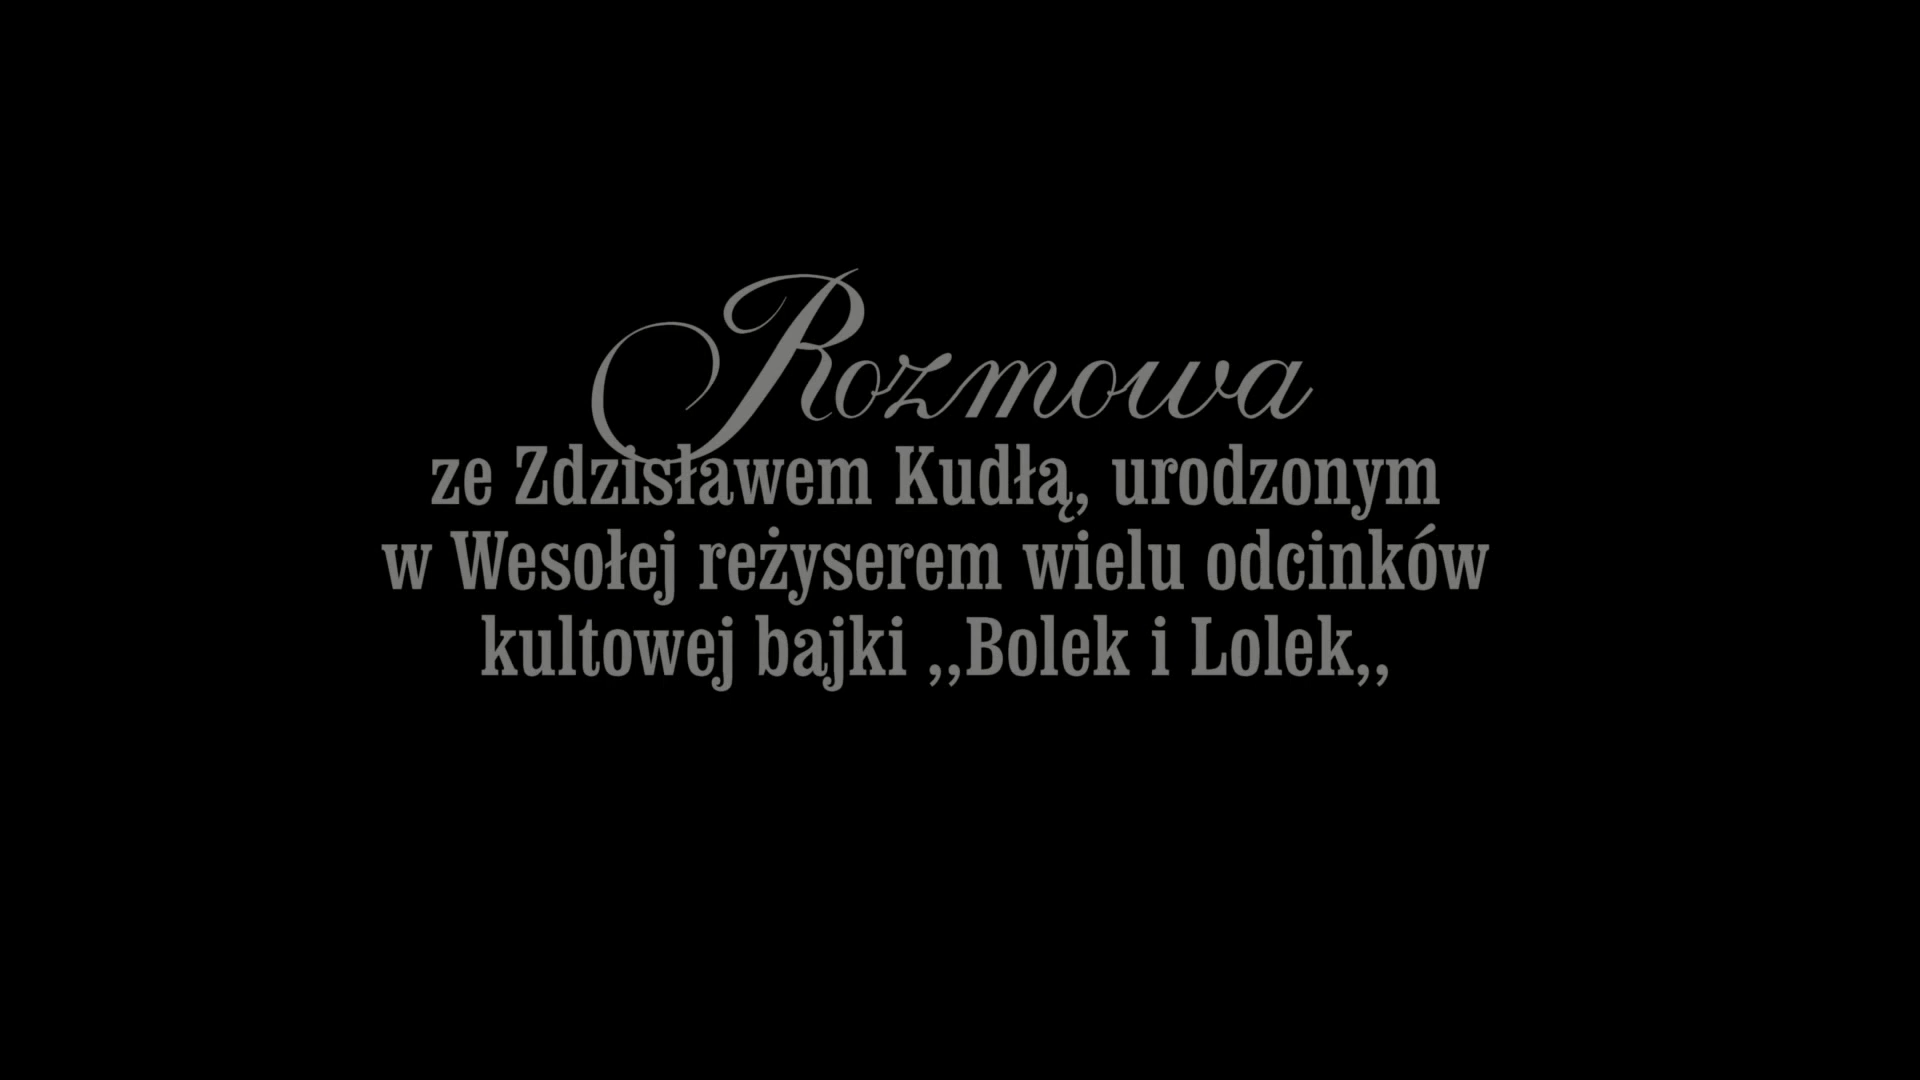 Rozmowa
ze Zdzisławem Kudłą, urodzonym
w Wesołej reżyserem wielu odcinków
kultowej bajki ,,Bolek i Lolek,,